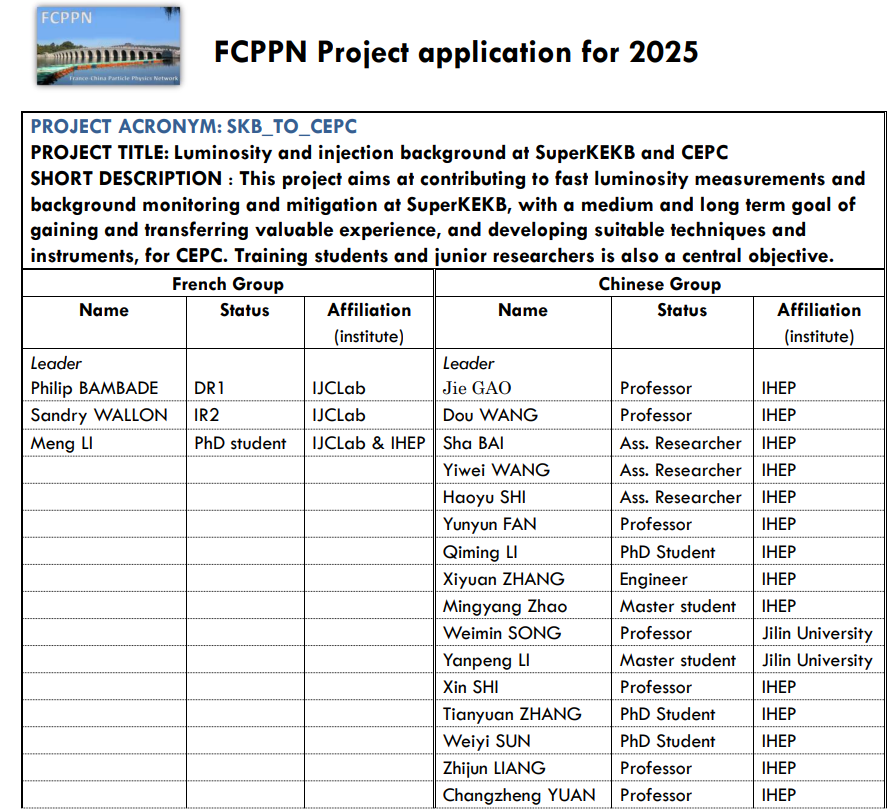 FCPPN
France-China Particle Physics Network
FCPPN Project application for 2025
PROJECT ACRONYM: SKB_TO_CEPC
PROJECT TITLE: Luminosity and injection background at SuperKEKB and CEPC
SHORT DESCRIPTION : This project aims at contributing to fast luminosity measurements and
background monitoring and mitigation at SuperKEKB, with a medium and long term goal of
gaining and transferring valuable experience, and developing suitable techniques and
instruments, for CEPC. Training students and junior researchers is also a central objective.
French Group Chinese Group
Name Status Affiliation Name Status Affiliation
(institute) (institute)
Leader Leader
Philip BAMBADE DR1 IJCLab Jie GAO Professor IHEP
Sandry WALLON IR2 IJCLab Dou WANG Professor IHEP
Meng LI PhD student IJCLab & IHEP Sha BAI Ass. Researcher IHEP
Yiwei WANG Ass. Researcher IHEP
Haoyu SHI Ass. Researcher IHEP
Yunyun FAN Professor IHEP
Qiming LI PhD Student IHEP
Xiyuan ZHANG Engineer IHEP
Mingyang Zhao Master student IHEP
Weimin SONG Professor Jilin University
Yanpeng LI Master student Jilin University
Xin SHI Professor IHEP
Tianyuan ZHANG PhD Student IHEP
Weiyi SUN PhD Student IHEP
Zhijun LIANG Professor IHEP
Changzheng YUAN Professor IHEP